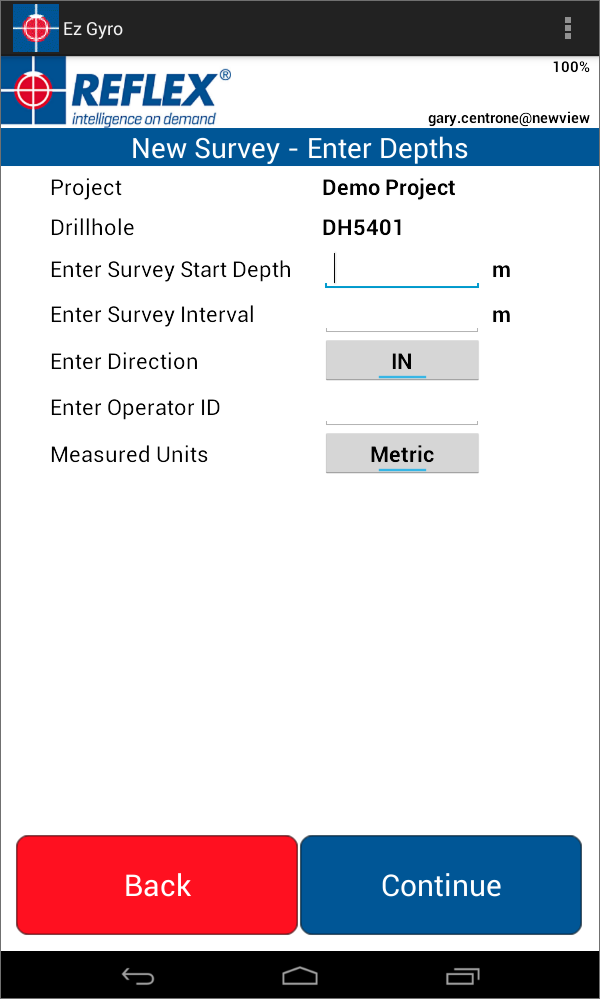 Ez Gyro
100%
REFLEX®
intelligence on demand
gary.centrone@newview
New Survey - Enter Depths
Project Demo Project
Drillhole DH5401
Enter Survey Start Depth m
Enter Survey Interval m
Enter Direction IN
Enter Operator ID
Measured Units Metric
Back Continue